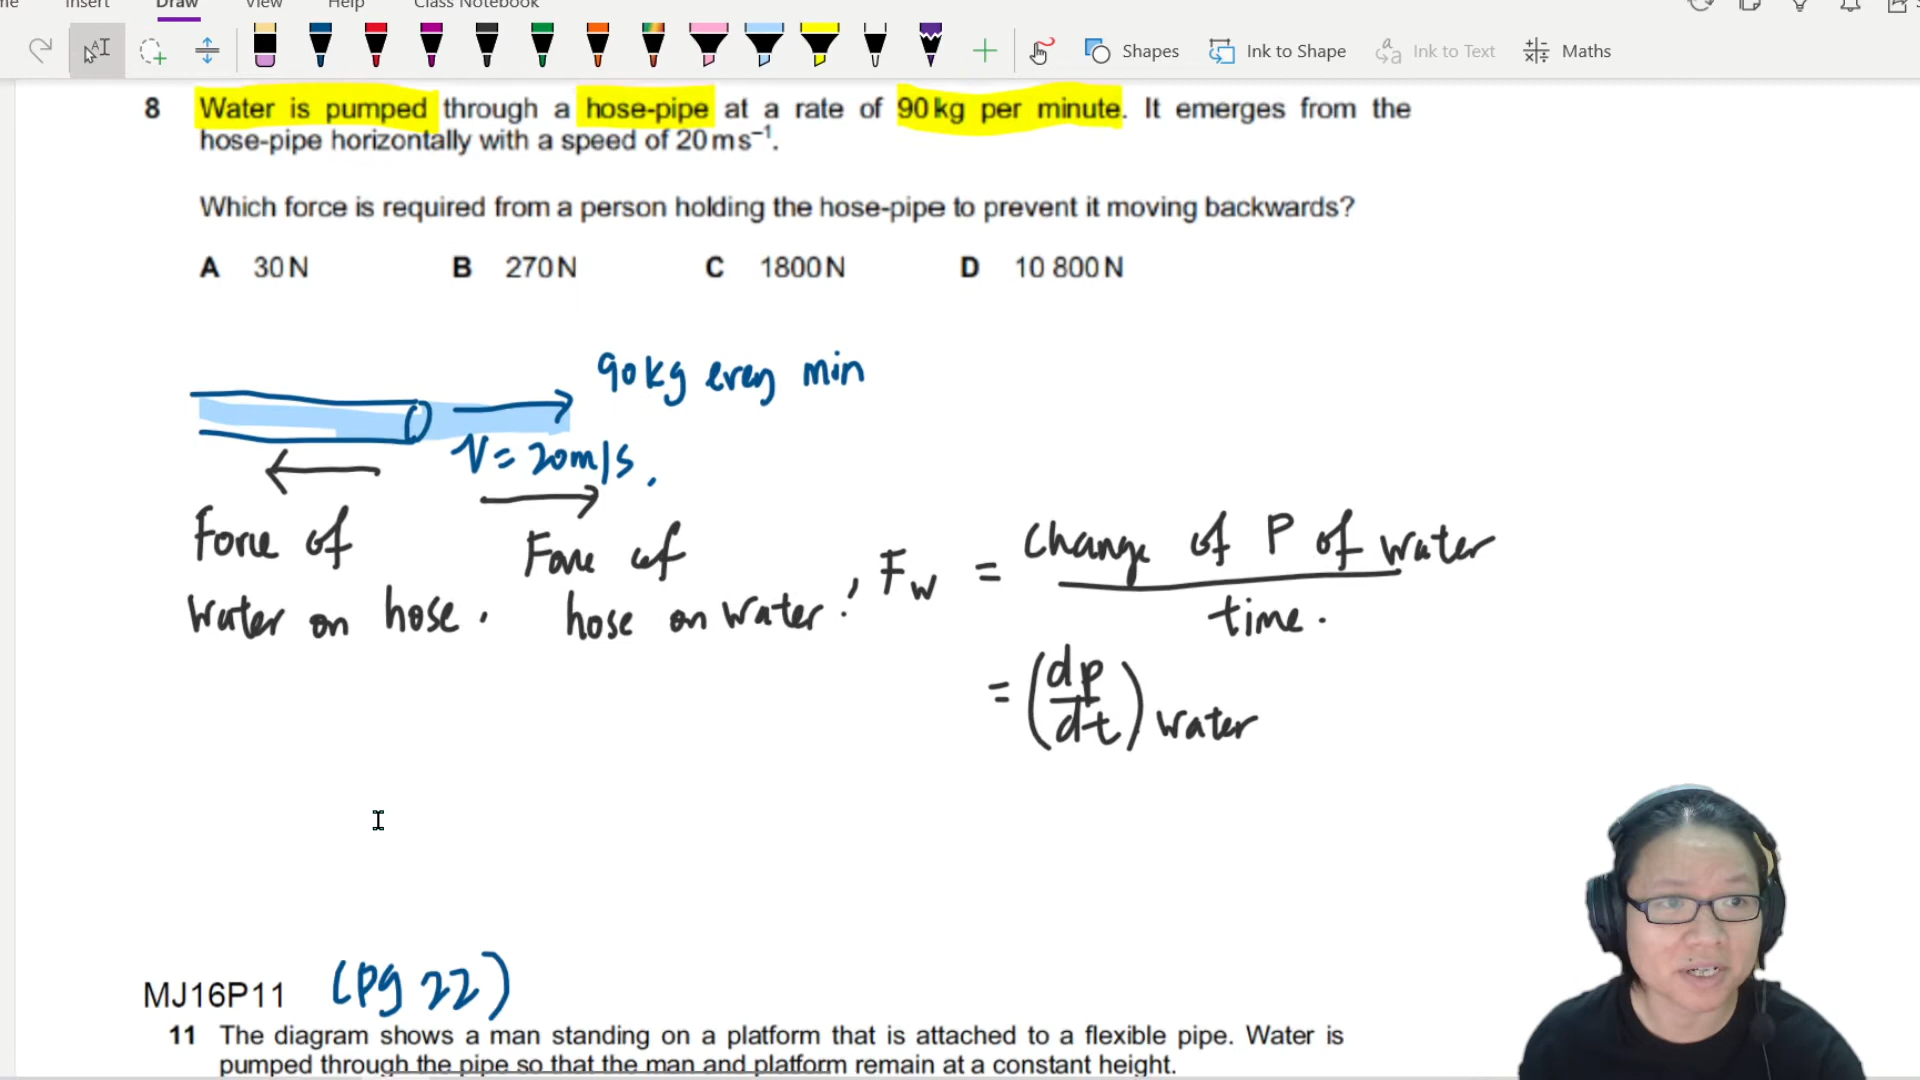 Insert Draw View Help Class Notebook
Shapes Ink to Shape Ink to Text Maths
8 Water is pumped through a hose-pipe at a rate of 90 kg per minute. It emerges from the
hose-pipe horizontally with a speed of 20 m s⁻¹.
Which force is required from a person holding the hose-pipe to prevent it moving backwards?
A 30 N B 270 N C 1800 N D 10 800 N
90kg every min
V = 20m/s.
Force of
water on hose.
Force of
hose on water,
Fw = change of P of water
time.
= (dp/dt) water
MJ16P11 (pg 22)
11 The diagram shows a man standing on a platform that is attached to a flexible pipe. Water is
pumped through the pipe so that the man and platform remain at a constant height.